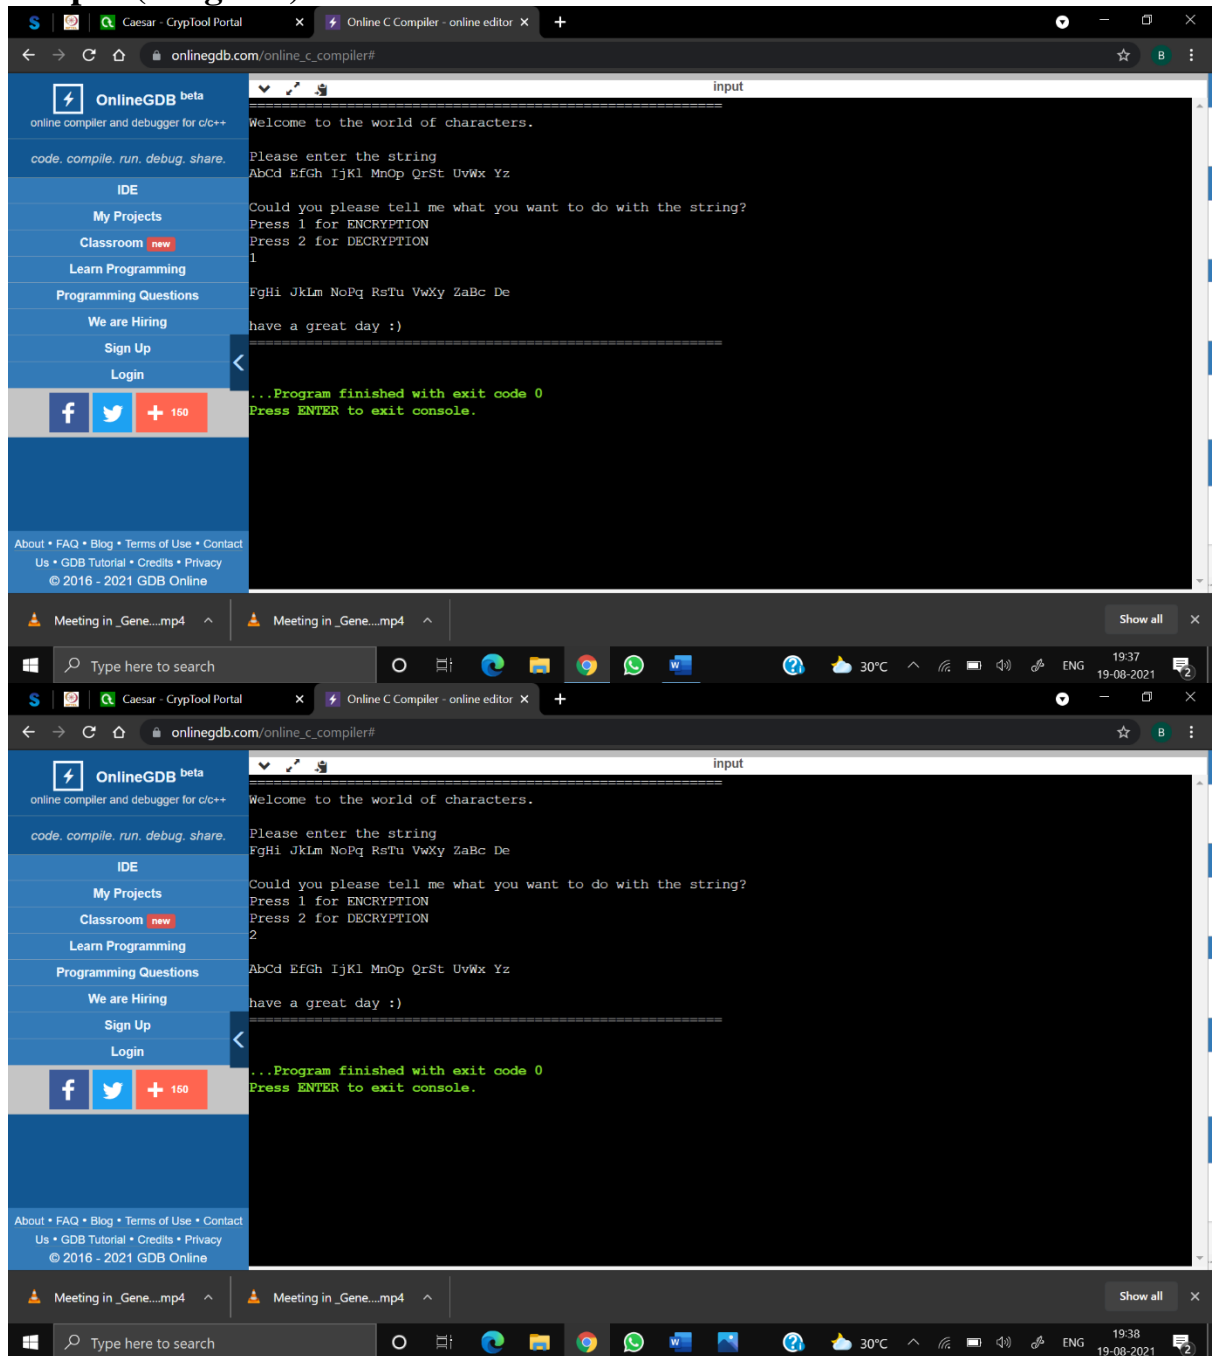 Caesar - CrypTool Portal
Online C Compiler - online editor
onlinegdb.com/online_c_compiler#
B
OnlineGDB beta
online compiler and debugger for c/c++
code. compile. run. debug. share.
IDE
My Projects
Classroom new
Learn Programming
Programming Questions
We are Hiring
Sign Up
Login
f
150
About • FAQ • Blog • Terms of Use • Contact
Us • GDB Tutorial • Credits • Privacy
© 2016 - 2021 GDB Online
input
Welcome to the world of characters.
Please enter the string
AbCd EfGh IjKl MnOp QrSt UvWx Yz
Could you please tell me what you want to do with the string?
Press 1 for ENCRYPTION
Press 2 for DECRYPTION
1
FgHi JkLm NoPq RsTu VwXy ZaBc De
have a great day :)
...Program finished with exit code 0
Press ENTER to exit console.
Meeting in _Gene....mp4
Meeting in _Gene....mp4
Show all
Type here to search
30°C
ENG
19:37
19-08-2021
2
Caesar - CrypTool Portal
Online C Compiler - online editor
onlinegdb.com/online_c_compiler#
B
OnlineGDB beta
online compiler and debugger for c/c++
code. compile. run. debug. share.
IDE
My Projects
Classroom new
Learn Programming
Programming Questions
We are Hiring
Sign Up
Login
f
150
About • FAQ • Blog • Terms of Use • Contact
Us • GDB Tutorial • Credits • Privacy
© 2016 - 2021 GDB Online
input
Welcome to the world of characters.
Please enter the string
FgHi JkLm NoPq RsTu VwXy ZaBc De
Could you please tell me what you want to do with the string?
Press 1 for ENCRYPTION
Press 2 for DECRYPTION
2
AbCd EfGh IjKl MnOp QrSt UvWx Yz
have a great day :)
...Program finished with exit code 0
Press ENTER to exit console.
Meeting in _Gene....mp4
Meeting in _Gene....mp4
Show all
Type here to search
30°C
ENG
19:38
19-08-2021
2